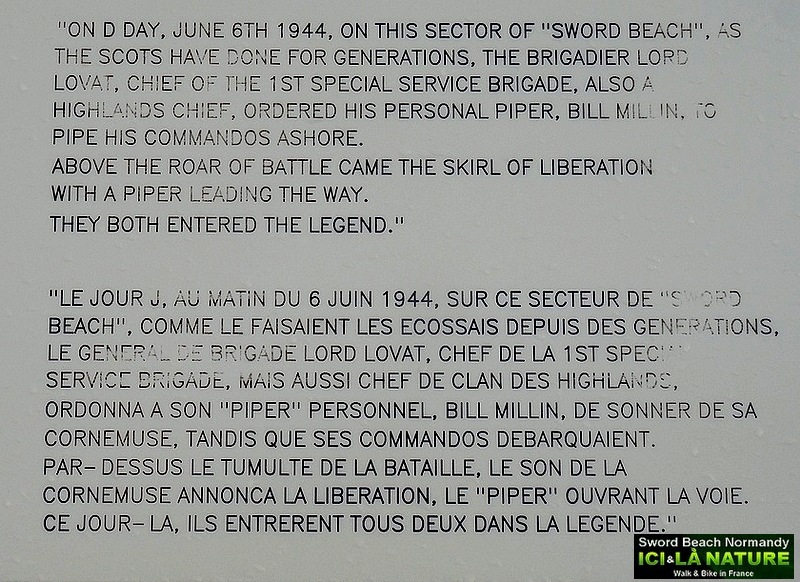 "ON D DAY, JUNE 6TH 1944, ON THIS SECTOR OF "SWORD BEACH", AS
THE SCOTS HAVE DONE FOR GENERATIONS, THE BRIGADIER LORD
LOVAT, CHIEF OF THE 1ST SPECIAL SERVICE BRIGADE, ALSO A
HIGHLANDS CHIEF, ORDERED HIS PERSONAL PIPER, BILL MILLIN, TO
PIPE HIS COMMANDOS ASHORE.
ABOVE THE ROAR OF BATTLE CAME THE SKIRL OF LIBERATION
WITH A PIPER LEADING THE WAY.
THEY BOTH ENTERED THE LEGEND."
"LE JOUR J, AU MATIN DU 6 JUIN 1944, SUR CE SECTEUR DE "SWORD
BEACH", COMME LE FAISAIENT LES ECOSSAIS DEPUIS DES GENERATIONS,
LE GENERAL DE BRIGADE LORD LOVAT, CHEF DE LA 1ST SPECIAL
SERVICE BRIGADE, MAIS AUSSI CHEF DE CLAN DES HIGHLANDS,
ORDONNA A SON "PIPER" PERSONNEL, BILL MILLIN, DE SONNER DE SA
CORNEMUSE, TANDIS QUE SES COMMANDOS DEBARQUAIENT.
PAR- DESSUS LE TUMULTE DE LA BATAILLE, LE SON DE LA
CORNEMUSE ANNONCA LA LIBERATION, LE "PIPER" OUVRANT LA VOIE.
CE JOUR- LA, ILS ENTRERENT TOUS DEUX DANS LA LEGENDE."
Sword Beach Normandy
ICI&LÀ NATURE
Walk & Bike in France